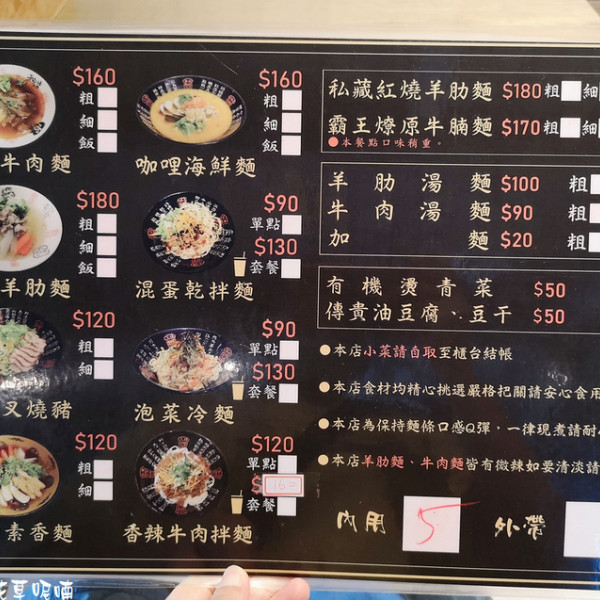 $160
粗
細
飯
牛肉麵
$160
粗
細
飯
咖哩海鮮麵
$180
粗
細
飯
羊肋麵
$90
單點
$130
套餐
混蛋乾拌麵
$120
粗
細
叉燒豬
$90
單點
$130
套餐
泡菜冷麵
$120
粗
細
素香麵
$120
單點
$
套餐
香辣牛肉拌麵
私藏紅燒羊肋麵 $180 粗 細
霸王燎原牛腩麵 $170 粗 細
●本餐點口味稍重。
羊肋湯麵 $100 粗
牛肉湯麵 $90 粗
加麵 $20 粗
有機燙青菜 $50
傳貴油豆腐、豆干 $50
●本店小菜請自取至櫃台結帳
●本店食材均精心挑選嚴格把關請安心食用
●本店為保持麵條口感Q彈，一律現煮請耐
●本店羊肋麵、牛肉麵皆有微辣如要清淡請
內用 5 外帶
花草呢喃